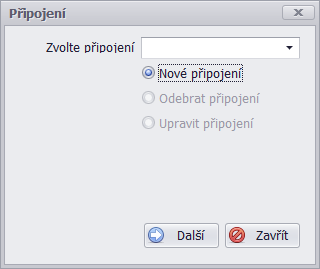 Připojení
Zvolte připojení
Nové připojení
Odebrat připojení
Upravit připojení
Další Zavřít